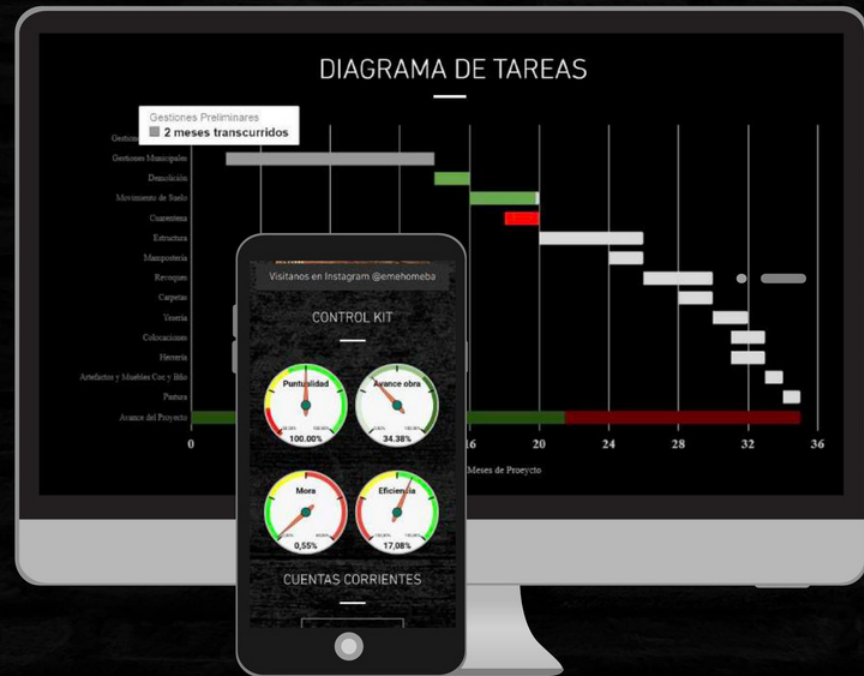 DIAGRAMA DE TAREAS
Gestiones Preliminares
2 meses transcurridos
Gestiones Municipales
Demolición
Movimiento de Suelo
Cuarentena
Estructura
Mampostería
Revoques
Carpetas
Yesería
Colocaciones
Herrería
Artefactos y Muebles Coc y Bño
Pintura
Avance del Proyecto
0 16 20 24 28 32 36
Meses de Proeycto
Visitanos en Instagram @emehomeba
CONTROL KIT
Puntualidad
100.00%
Avance obra
34.38%
Mora
0,55%
Eficiencia
17,08%
CUENTAS CORRIENTES